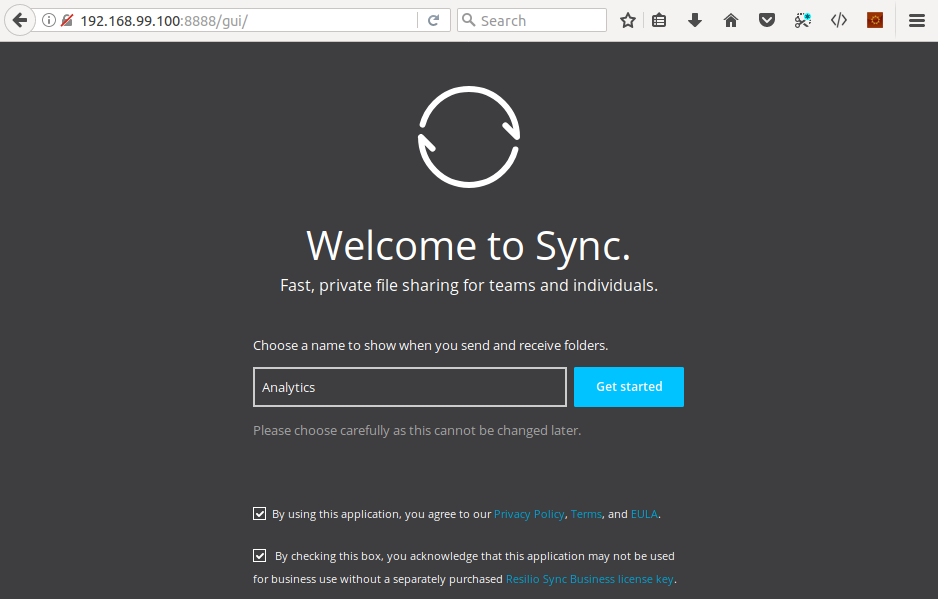 192.168.99.100:8888/gui/
Search
Welcome to Sync.
Fast, private file sharing for teams and individuals.
Choose a name to show when you send and receive folders.
Analytics
Get started
Please choose carefully as this cannot be changed later.
By using this application, you agree to our Privacy Policy, Terms, and EULA.
By checking this box, you acknowledge that this application may not be used
for business use without a separately purchased Resilio Sync Business license key.